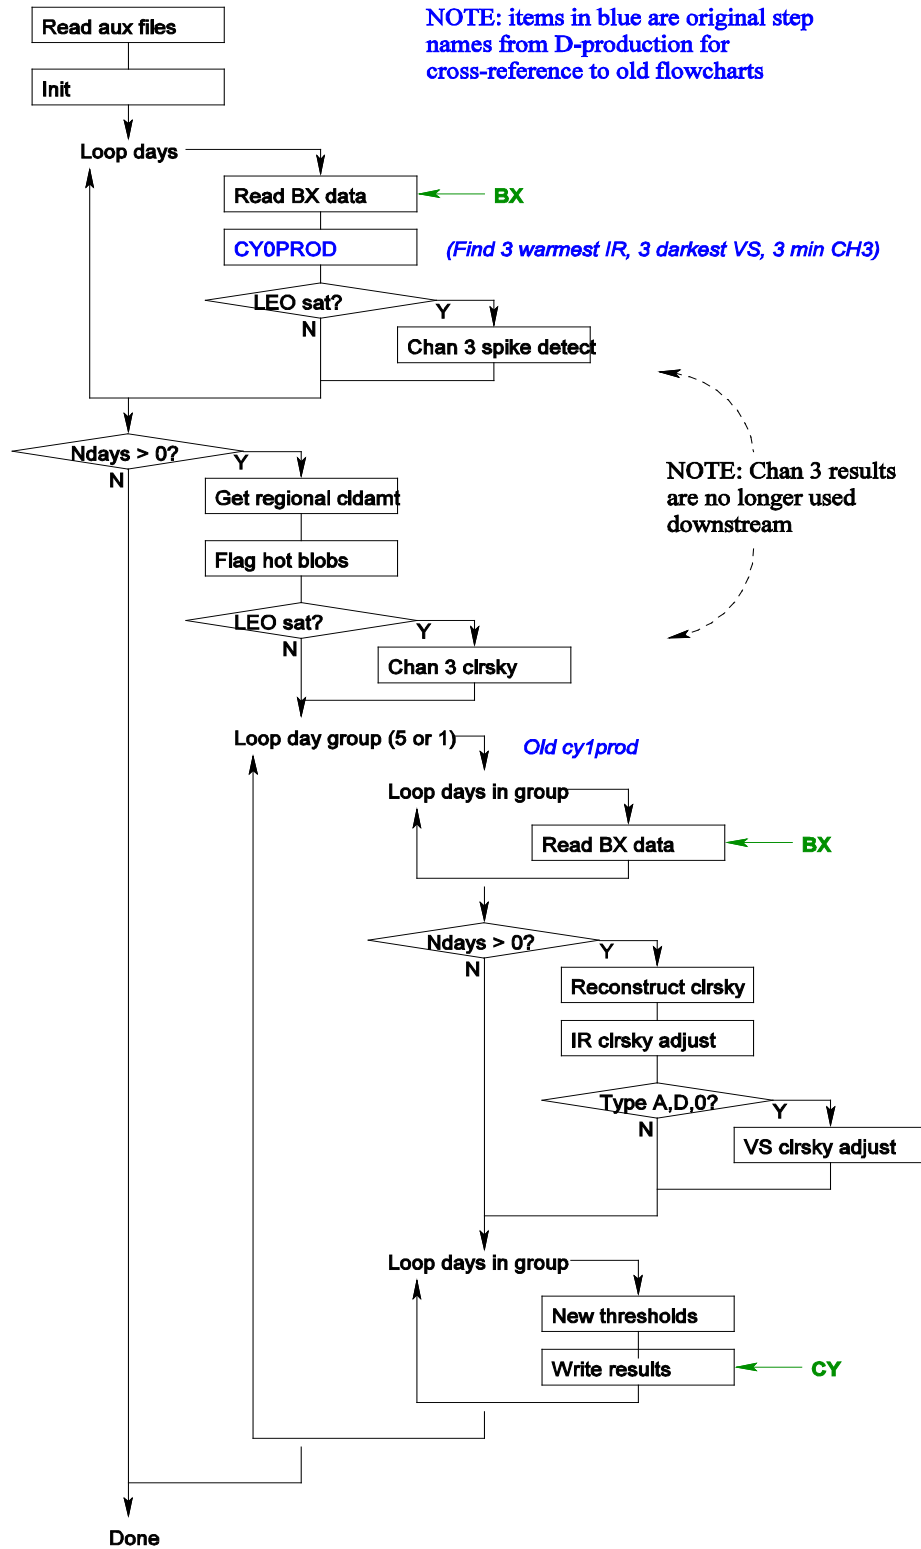 Read aux files
NOTE: items in blue are original step
names from D-production for
cross-reference to old flowcharts
Init
Loop days
Read BX data
BX
CY0PROD
(Find 3 warmest IR, 3 darkest VS, 3 min CH3)
LEO sat?
Y
N
Chan 3 spike detect
Ndays > 0?
Y
N
NOTE: Chan 3 results
are no longer used
downstream
Get regional cldamt
Flag hot blobs
LEO sat?
Y
N
Chan 3 clrsky
Loop day group (5 or 1)
Old cy1prod
Loop days in group
Read BX data
BX
Ndays > 0?
Y
N
Reconstruct clrsky
IR clrsky adjust
Type A,D,0?
Y
N
VS clrsky adjust
Loop days in group
New thresholds
Write results
CY
Done